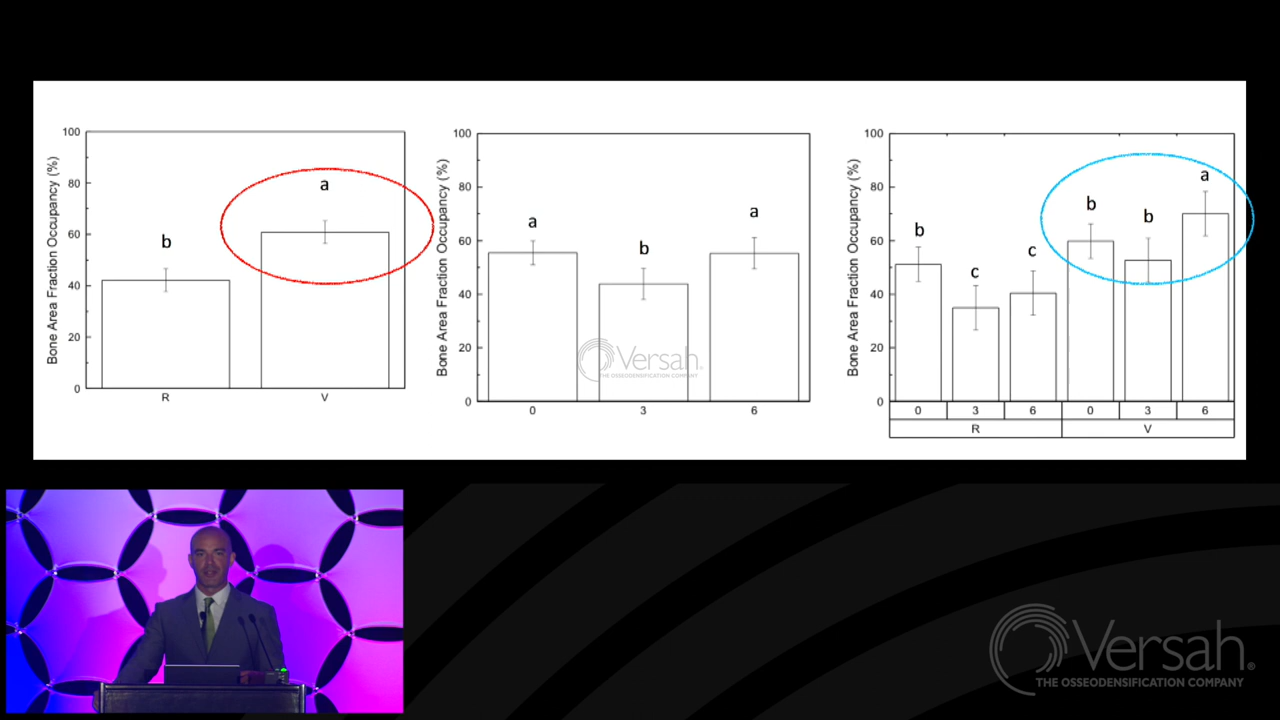 Bone Area Fraction Occupancy (%)
100
80
60
40
20
0
b
a
R
V
Bone Area Fraction Occupancy (%)
100
80
60
40
20
0
a
b
a
0
3
6
Versah®
THE OSSEODENSIFICATION COMPANY
Bone Area Fraction Occupancy (%)
100
80
60
40
20
0
b
c
c
b
b
a
0 3 6 0 3 6
R V
Versah®
THE OSSEODENSIFICATION COMPANY